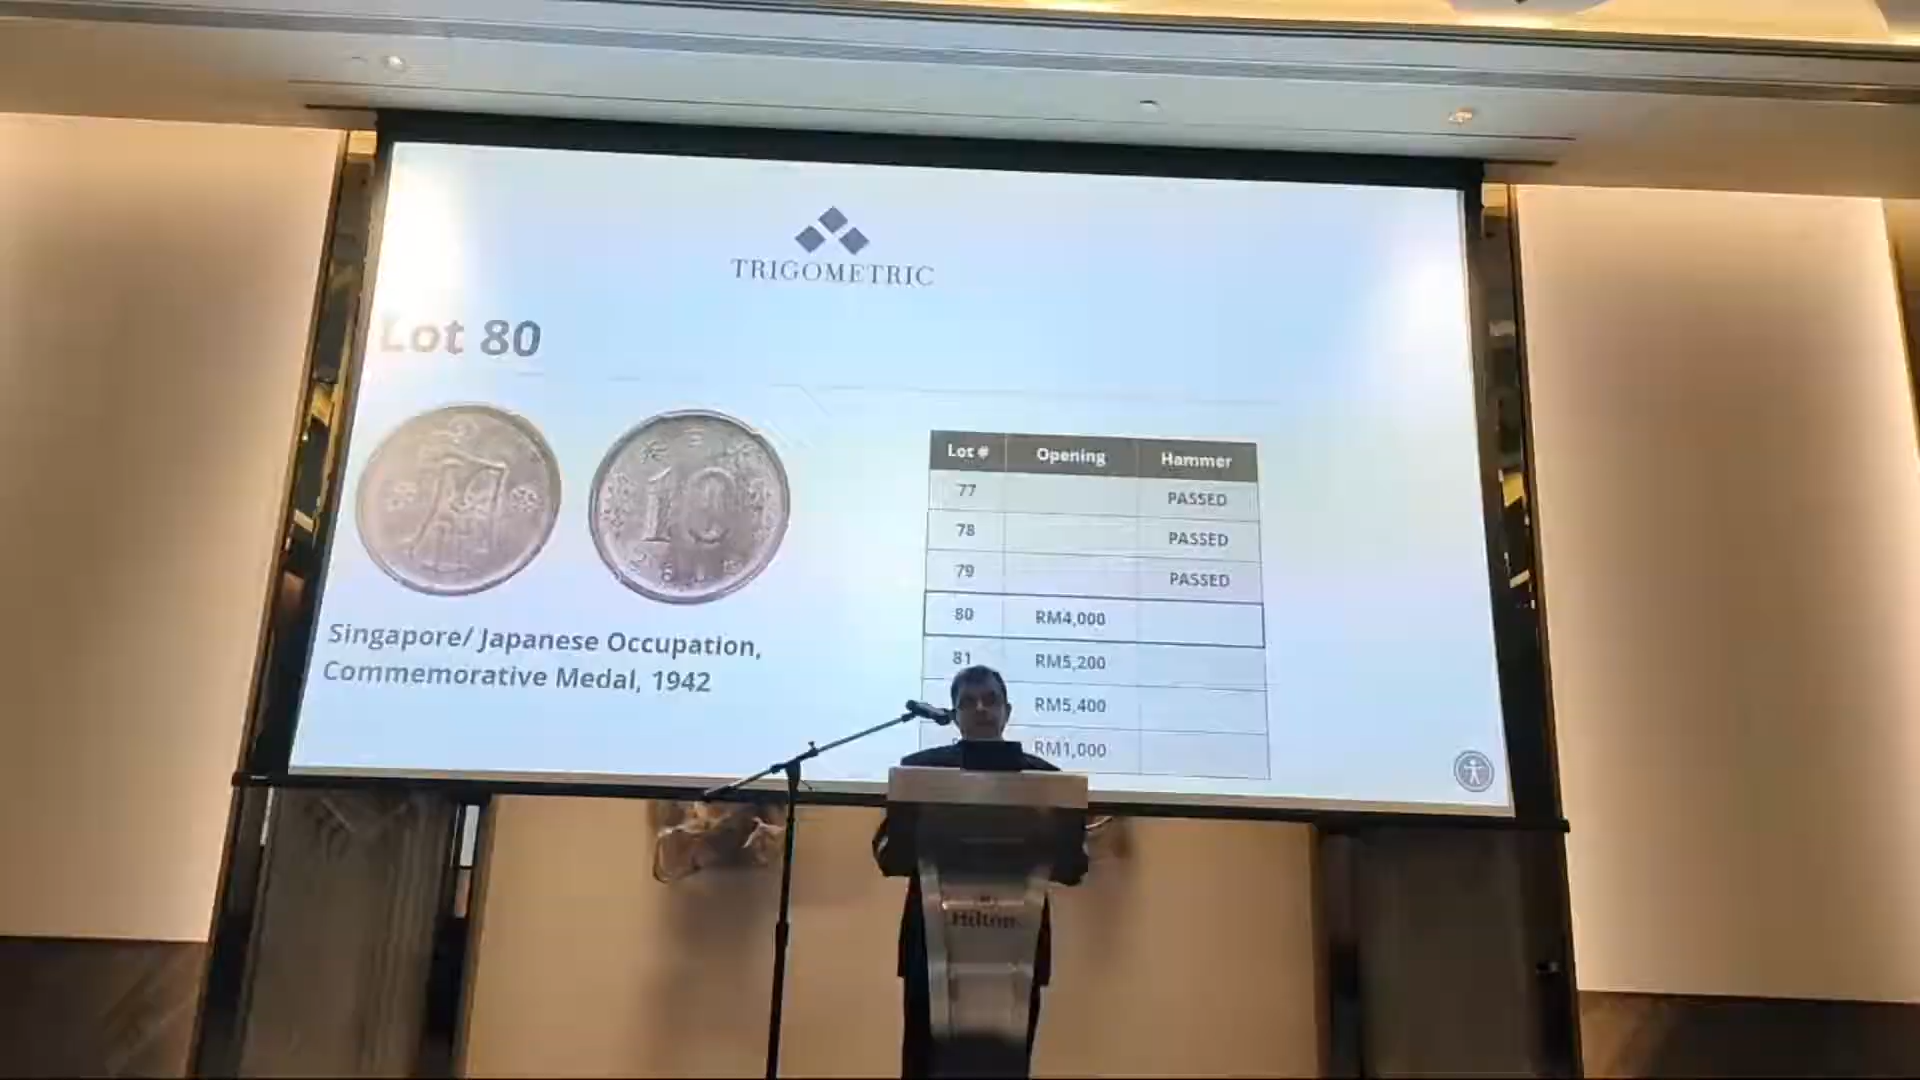 TRIGOMETRIC
Lot 80
Singapore/ Japanese Occupation,
Commemorative Medal, 1942
Lot # Opening Hammer
77 PASSED
78 PASSED
79 PASSED
80 RM4,000
81 RM5,200
RM5,400
RM1,000
10
Hilton